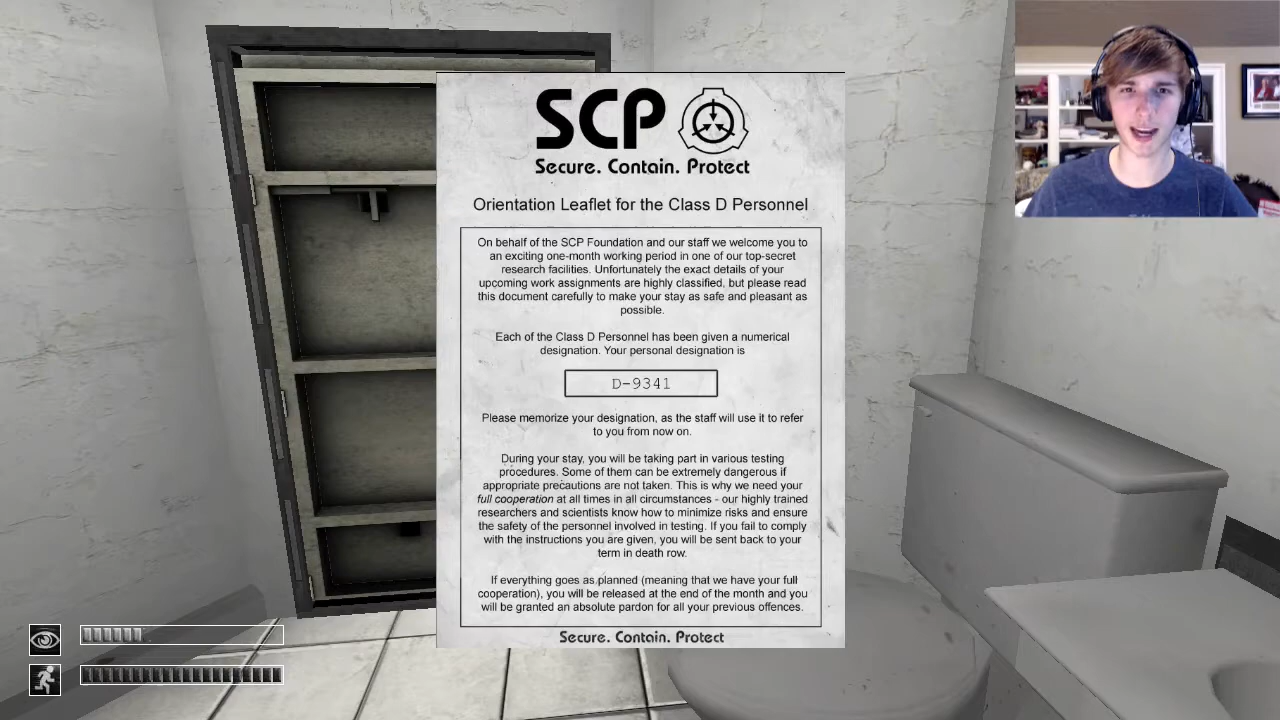 SCP
Secure. Contain. Protect
Orientation Leaflet for the Class D Personnel
On behalf of the SCP Foundation and our staff we welcome you to
an exciting one-month working period in one of our top-secret
research facilities. Unfortunately the exact details of your
upcoming work assignments are highly classified, but please read
this document carefully to make your stay as safe and pleasant as
possible.
Each of the Class D Personnel has been given a numerical
designation. Your personal designation is
D-9341
Please memorize your designation, as the staff will use it to refer
to you from now on.
During your stay, you will be taking part in various testing
procedures. Some of them can be extremely dangerous if
appropriate precautions are not taken. This is why we need your
full cooperation at all times in all circumstances - our highly trained
researchers and scientists know how to minimize risks and ensure
the safety of the personnel involved in testing. If you fail to comply
with the instructions you are given, you will be sent back to your
term in death row.
If everything goes as planned (meaning that we have your full
cooperation), you will be released at the end of the month and you
will be granted an absolute pardon for all your previous offences.
Secure. Contain. Protect